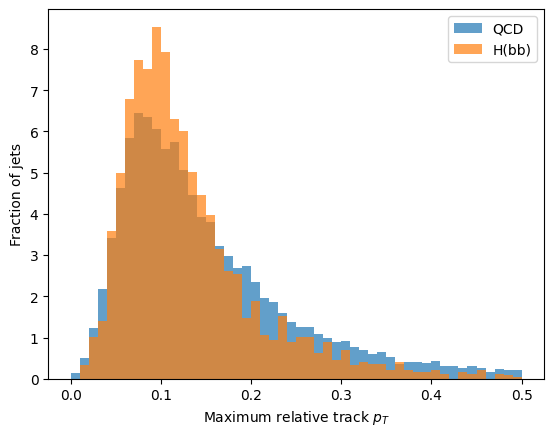 QCD
H(bb)
Fraction of jets
8
7
6
5
4
3
2
1
0
0.0 0.1 0.2 0.3 0.4 0.5
Maximum relative track $p_T$